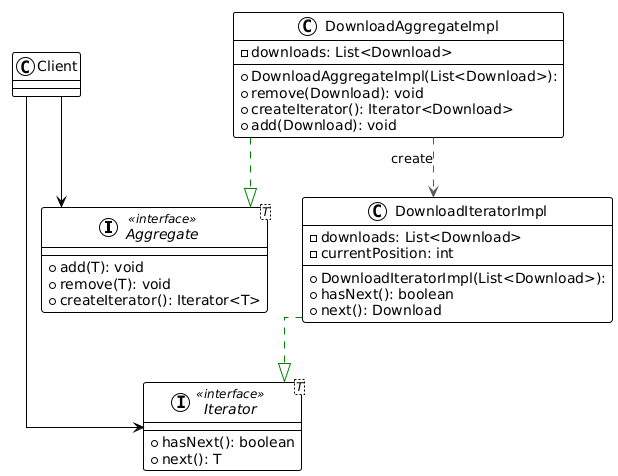 C DownloadAggregateImpl
downloads: List<Download>
DownloadAggregateImpl(List<Download>):
remove(Download): void
createIterator(): Iterator<Download>
add(Download): void
C Client
create
T
I «interface»
Aggregate
add(T): void
remove(T): void
createIterator(): Iterator<T>
C DownloadIteratorImpl
downloads: List<Download>
currentPosition: int
DownloadIteratorImpl(List<Download>):
hasNext(): boolean
next(): Download
T
I «interface»
Iterator
hasNext(): boolean
next(): T